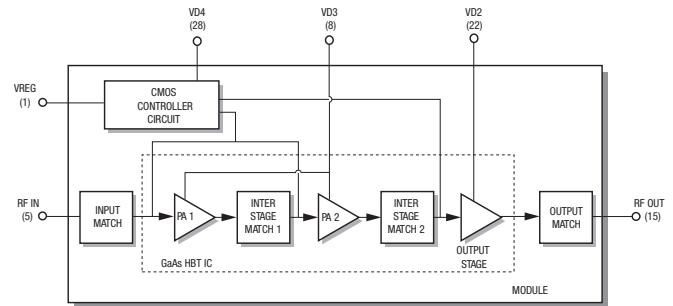 VD4
(28)
VD3
(8)
VD2
(22)
VREG
(1)
CMOS
CONTROLLER
CIRCUIT
RF IN
(5)
INPUT
MATCH
PA 1
INTER
STAGE
MATCH 1
PA 2
INTER
STAGE
MATCH 2
OUTPUT
STAGE
OUTPUT
MATCH
RF OUT
(15)
GaAs HBT IC
MODULE